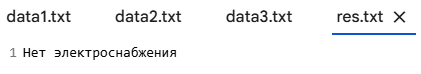 data1.txt data2.txt data3.txt res.txt ×
1 Нет электроснабжения